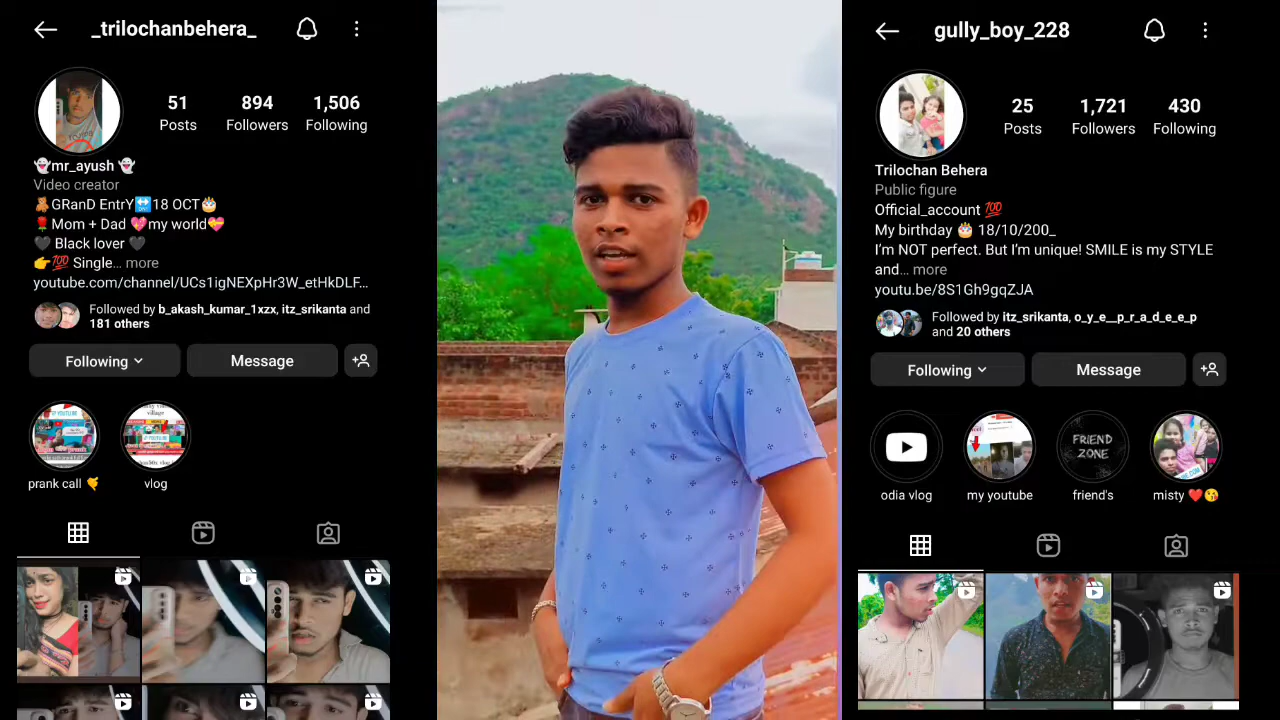 _trilochanbehera_
51
894
1,506
Posts
Followers
Following
👻mr_ayush 👻
Video creator
🧸GRanD EntrY↔️18 OCT🎂
🌹Mom + Dad 💖my world💝
🖤 Black lover 🖤
👉💯 Single... more
youtube.com/channel/UCs1igNEXpHr3W_etHkDLF...
Followed by b_akash_kumar_1xzx, itz_srikanta and
181 others
Following
Message
prank call 🤙
vlog
gully_boy_228
25
1,721
430
Posts
Followers
Following
Trilochan Behera
Public figure
Official_account 💯
My birthday 🎂 18/10/200_
I'm NOT perfect. But I'm unique! SMILE is my STYLE
and... more
youtu.be/8S1Gh9gqZJA
Followed by itz_srikanta, o_y_e__p_r_a_d_e_e_p
and 20 others
Following
Message
FRIEND
ZONE
odia vlog
my youtube
friend's
misty ❤️😘